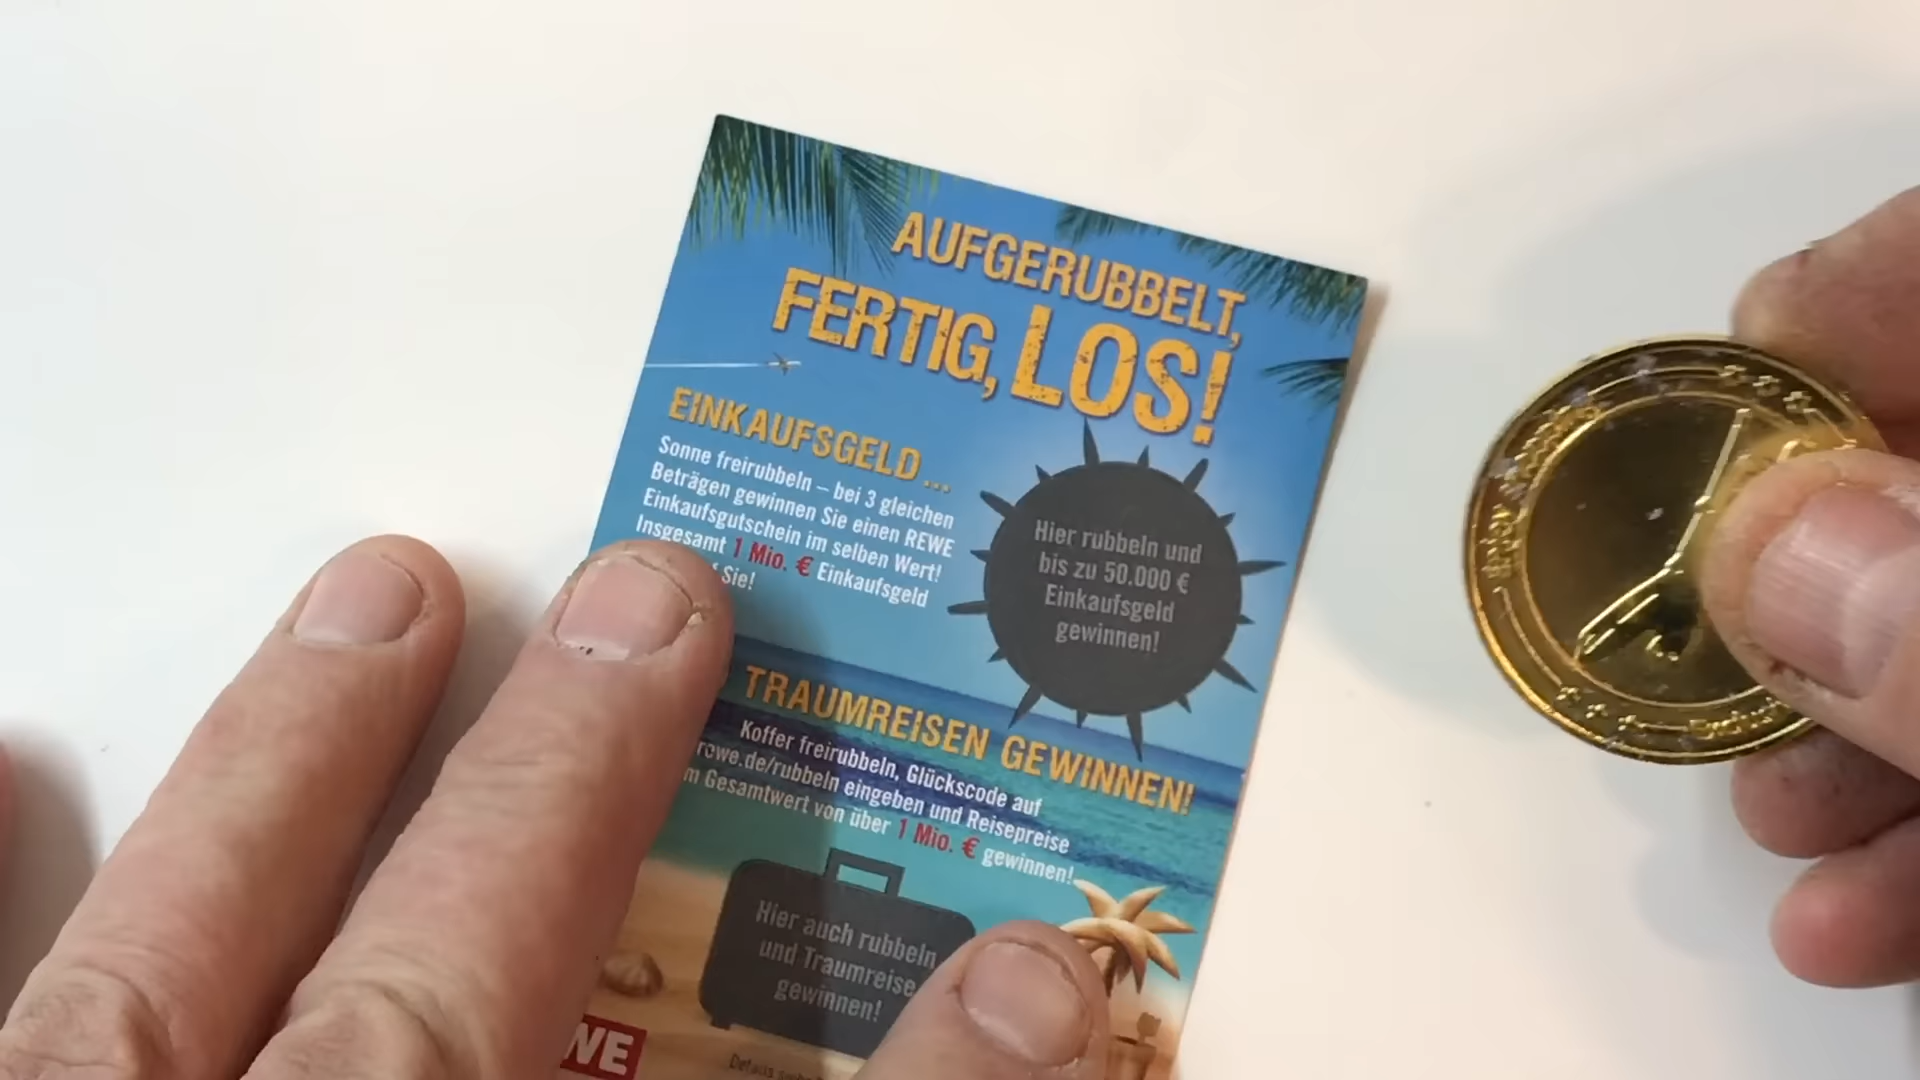 AUFGERUBBELT,
FERTIG, LOS!
EINKAUFSGELD ...
Sonne freirubbeln – bei 3 gleichen
Beträgen gewinnen Sie einen REWE
Einkaufsgutschein im selben Wert!
Insgesamt 1 Mio. € Einkaufsgeld
Sie!
Hier rubbeln und
bis zu 50.000 €
Einkaufsgeld
gewinnen!
TRAUMREISEN GEWINNEN!
Koffer freirubbeln, Glückscode auf
rewe.de/rubbeln eingeben und Reisepreise
m Gesamtwert von über 1 Mio. € gewinnen!
Hier auch rubbeln
und Traumreise
gewinnen!
WE
Details
Enjoy